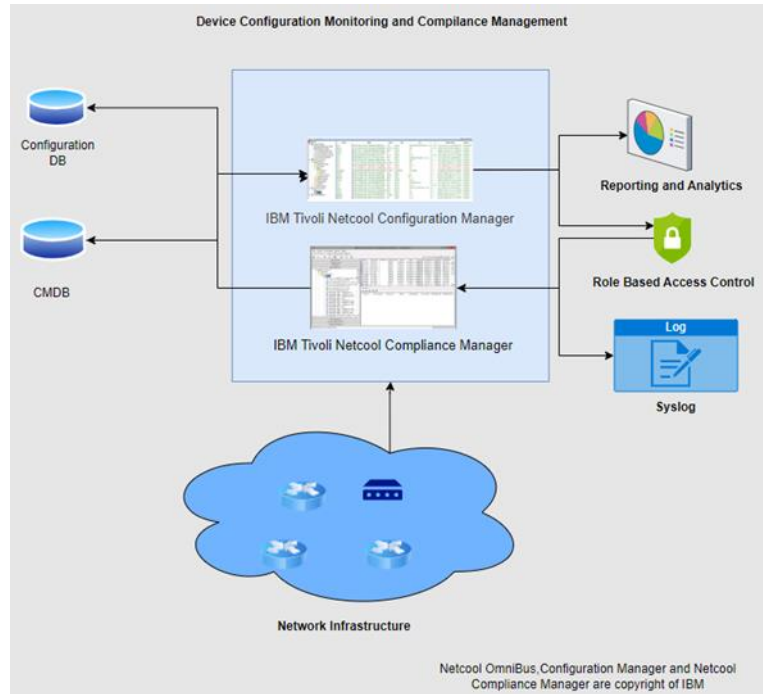 Device Configuration Monitoring and Compliance Management
Configuration
DB
IBM Tivoli Netcool Configuration Manager
Reporting and Analytics
CMDB
IBM Tivoli Netcool Compliance Manager
Role Based Access Control
Log
Syslog
Network Infrastructure
Netcool OmniBus,Configuration Manager and Netcool
Compliance Manager are copyright of IBM